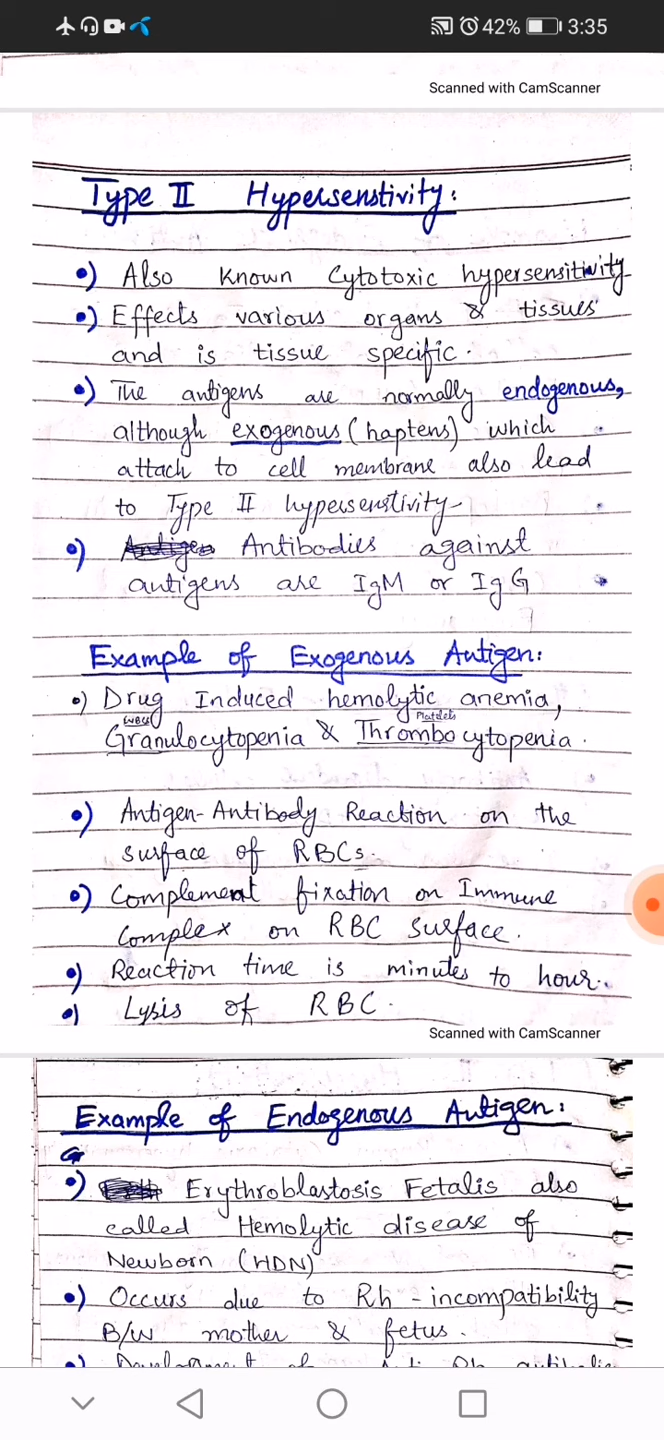 42% 3:35
Scanned with CamScanner
Type II Hypersenstivity:
•) Also Known Cytotoxic hypersensitivity
•) Effects various organs & tissues
and is tissue specific.
•) The antigens are normally endogenous,
although exogenous (haptens) which
attach to cell membrane also lead
to Type II hypersenstivity-
•) Antibodies against
antigens are IgM or IgG
Example of Exogenous Antigen:
•) Drug Induced hemolytic anemia,
WBCs Platelets
Granulocytopenia & Thrombocytopenia.
•) Antigen-Antibody Reaction on the
surface of RBCs.
•) Complement fixation on Immune
Complex on RBC surface.
•) Reaction time is minutes to hour.
•) Lysis of RBC.
Scanned with CamScanner
Example of Endogenous Antigen:
•) Erythroblastosis Fetalis also
called Hemolytic disease of
Newborn (HDN)
•) Occurs due to Rh-incompatibility
B/W mother & fetus.